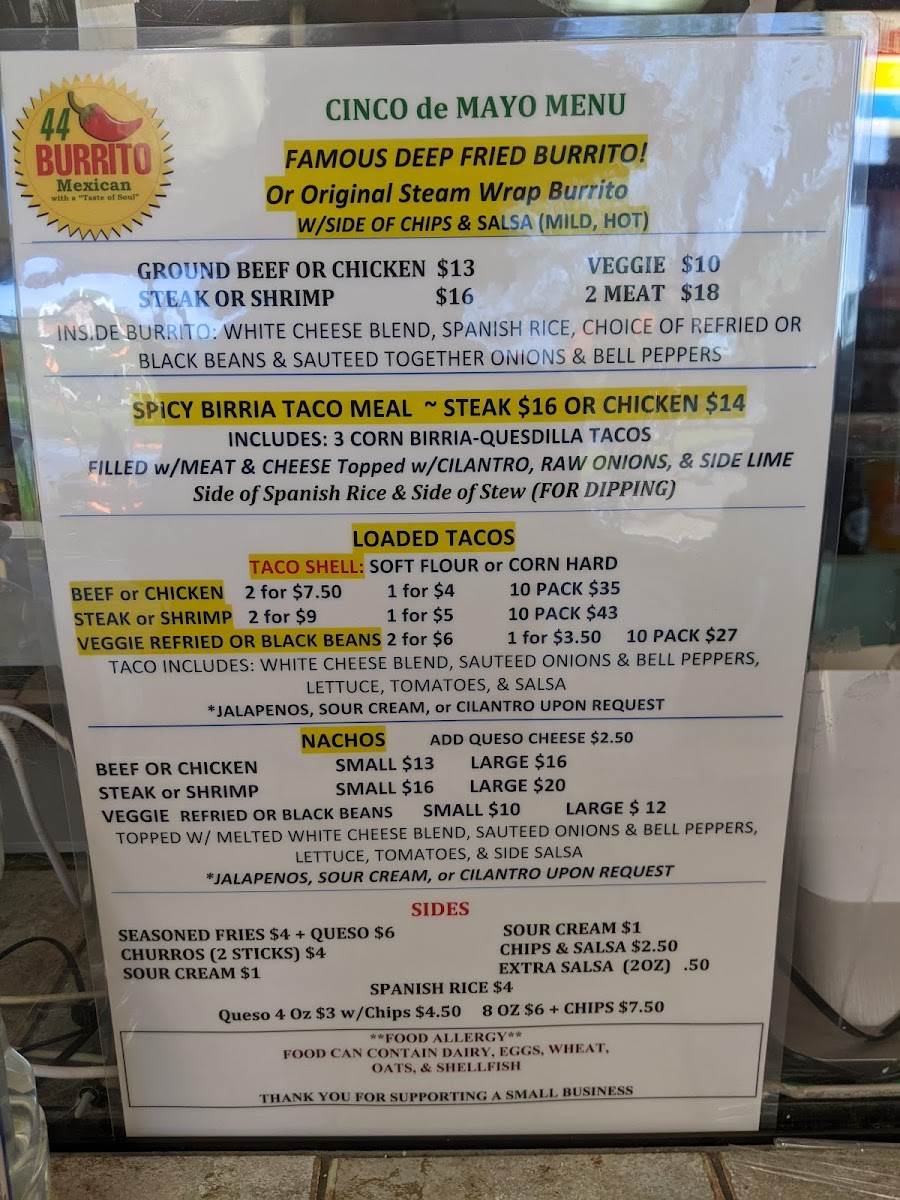 44
BURRITO
Mexican
with a "Taste of Soul"
CINCO de MAYO MENU
FAMOUS DEEP FRIED BURRITO!
Or Original Steam Wrap Burrito
W/SIDE OF CHIPS & SALSA (MILD, HOT)
GROUND BEEF OR CHICKEN $13 VEGGIE $10
STEAK OR SHRIMP $16 2 MEAT $18
INSIDE BURRITO: WHITE CHEESE BLEND, SPANISH RICE, CHOICE OF REFRIED OR
BLACK BEANS & SAUTEED TOGETHER ONIONS & BELL PEPPERS
SPICY BIRRIA TACO MEAL ~ STEAK $16 OR CHICKEN $14
INCLUDES: 3 CORN BIRRIA-QUESDILLA TACOS
FILLED w/MEAT & CHEESE Topped w/CILANTRO, RAW ONIONS, & SIDE LIME
Side of Spanish Rice & Side of Stew (FOR DIPPING)
LOADED TACOS
TACO SHELL: SOFT FLOUR or CORN HARD
BEEF or CHICKEN 2 for $7.50 1 for $4 10 PACK $35
STEAK or SHRIMP 2 for $9 1 for $5 10 PACK $43
VEGGIE REFRIED OR BLACK BEANS 2 for $6 1 for $3.50 10 PACK $27
TACO INCLUDES: WHITE CHEESE BLEND, SAUTEED ONIONS & BELL PEPPERS,
LETTUCE, TOMATOES, & SALSA
*JALAPENOS, SOUR CREAM, or CILANTRO UPON REQUEST
NACHOS ADD QUESO CHEESE $2.50
BEEF OR CHICKEN SMALL $13 LARGE $16
STEAK or SHRIMP SMALL $16 LARGE $20
VEGGIE REFRIED OR BLACK BEANS SMALL $10 LARGE $ 12
TOPPED W/ MELTED WHITE CHEESE BLEND, SAUTEED ONIONS & BELL PEPPERS,
LETTUCE, TOMATOES, & SIDE SALSA
*JALAPENOS, SOUR CREAM, or CILANTRO UPON REQUEST
SIDES
SEASONED FRIES $4 + QUESO $6 SOUR CREAM $1
CHURROS (2 STICKS) $4 CHIPS & SALSA $2.50
SOUR CREAM $1 EXTRA SALSA (2OZ) .50
SPANISH RICE $4
Queso 4 Oz $3 w/Chips $4.50 8 OZ $6 + CHIPS $7.50
**FOOD ALLERGY**
FOOD CAN CONTAIN DAIRY, EGGS, WHEAT,
OATS, & SHELLFISH
THANK YOU FOR SUPPORTING A SMALL BUSINESS